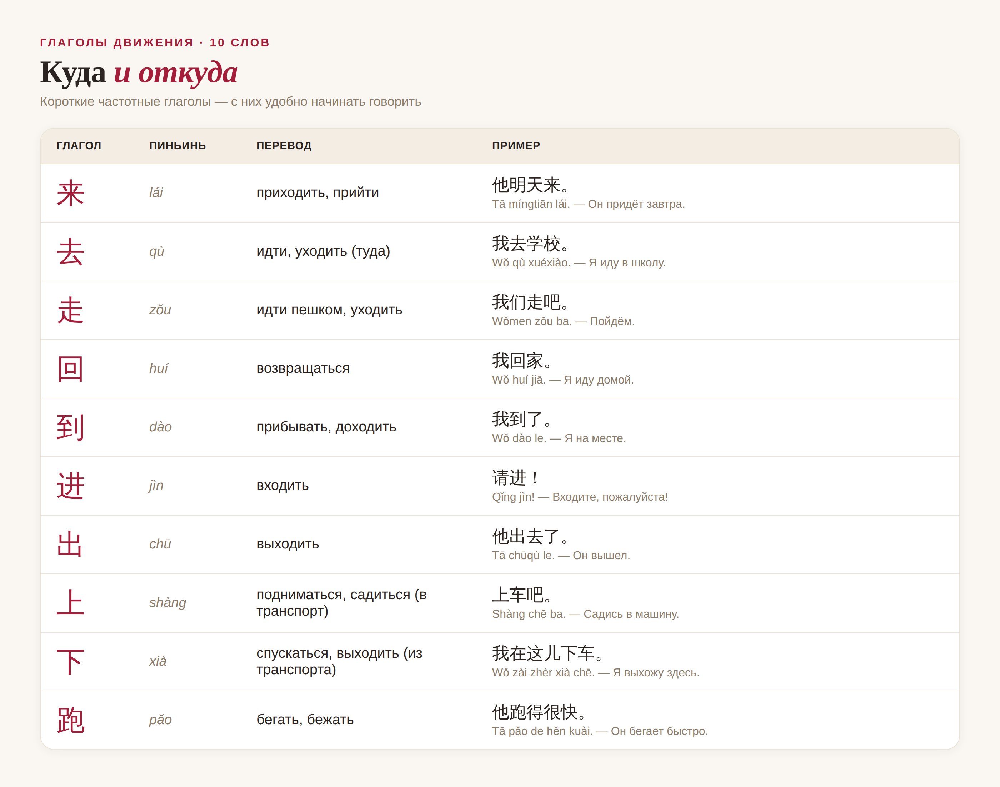 ГЛАГОЛЫ ДВИЖЕНИЯ · 10 СЛОВ
Куда и откуда
Короткие частотные глаголы — с них удобно начинать говорить
ГЛАГОЛ ПИНЬИНЬ ПЕРЕВОД ПРИМЕР
来 lái приходить, прийти 他明天来。
Tā míngtiān lái. — Он придёт завтра.
去 qù идти, уходить (туда) 我去学校。
Wǒ qù xuéxiào. — Я иду в школу.
走 zǒu идти пешком, уходить 我们走吧。
Wǒmen zǒu ba. — Пойдём.
回 huí возвращаться 我回家。
Wǒ huí jiā. — Я иду домой.
到 dào прибывать, доходить 我到了。
Wǒ dào le. — Я на месте.
进 jìn входить 请进！
Qǐng jìn! — Входите, пожалуйста!
出 chū выходить 他出去了。
Tā chūqù le. — Он вышел.
上 shàng подниматься, садиться (в
транспорт)
上车吧。
Shàng chē ba. — Садись в машину.
下 xià спускаться, выходить (из
транспорта)
我在这儿下车。
Wǒ zài zhèr xià chē. — Я выхожу здесь.
跑 pǎo бегать, бежать 他跑得很快。
Tā pǎo de hěn kuài. — Он бегает быстро.